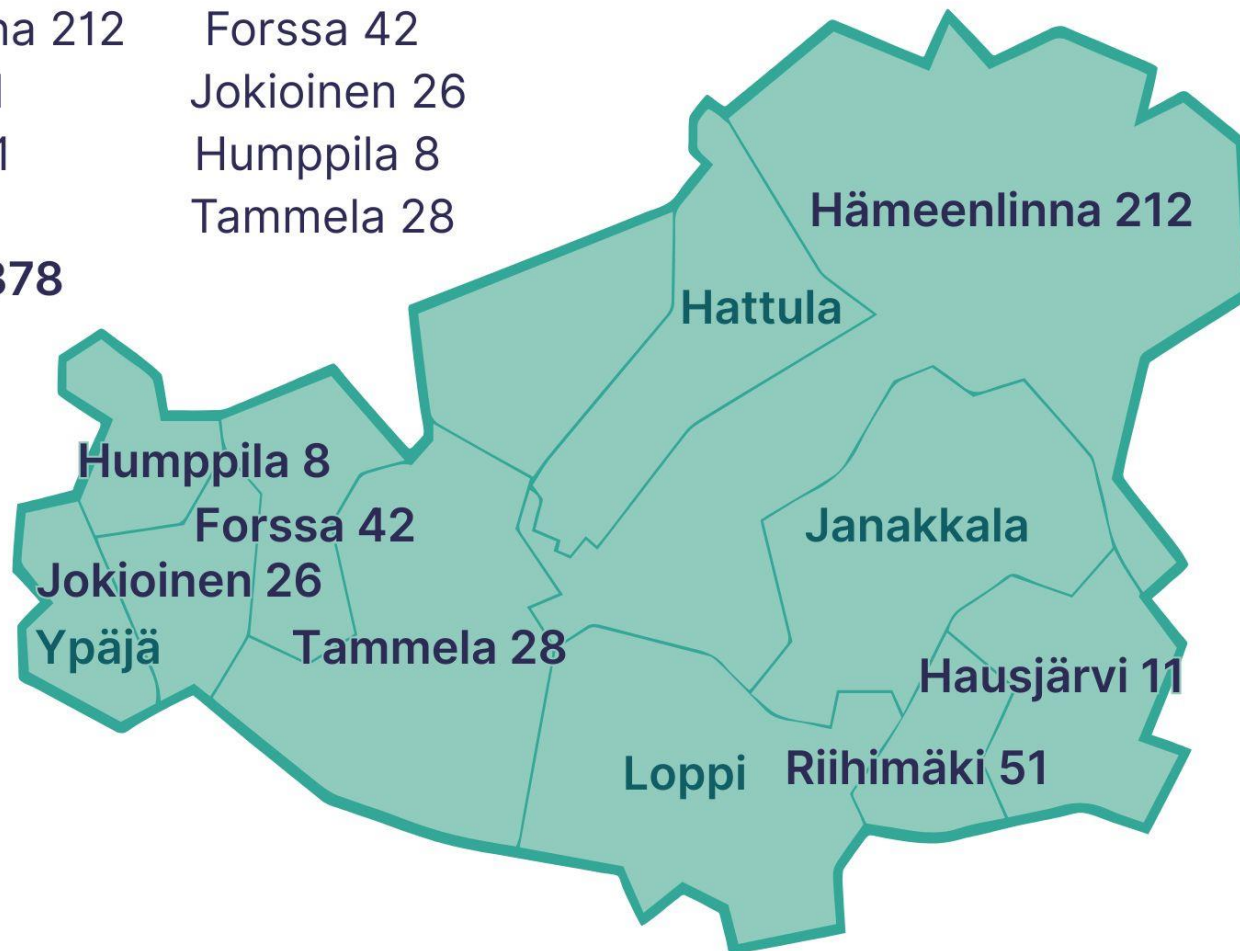 na 212
Forssa 42
Jokioinen 26
1
Humppila 8
Tammela 28
378
Hämeenlinna 212
Hattula
Humppila 8
Forssa 42
Janakkala
Jokioinen 26
Ypäjä
Tammela 28
Hausjärvi 11
Loppi
Riihimäki 51